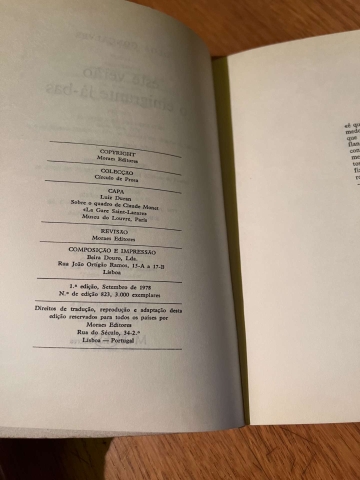 COPYRIGHT
Moraes Editores
COLECÇÃO
Círculo de Prosa
CAPA
Luiz Duran
Sobre o quadro de Claude Monet
«La Gare Saint-Lazare»
Museu do Louvre, Paris
REVISÃO
Moraes Editores
COMPOSIÇÃO E IMPRESSÃO
Beira Douro, Lda.
Rua João Ortigão Ramos, 15-A a 17-B
Lisboa
1.ª edição, Setembro de 1978
N.º de edição 823, 3.000 exemplares
Direitos de tradução, reprodução e adaptação desta
edição reservados para todos os países por
Moraes Editores
Rua do Século, 34-2.º
Lisboa — Portugal